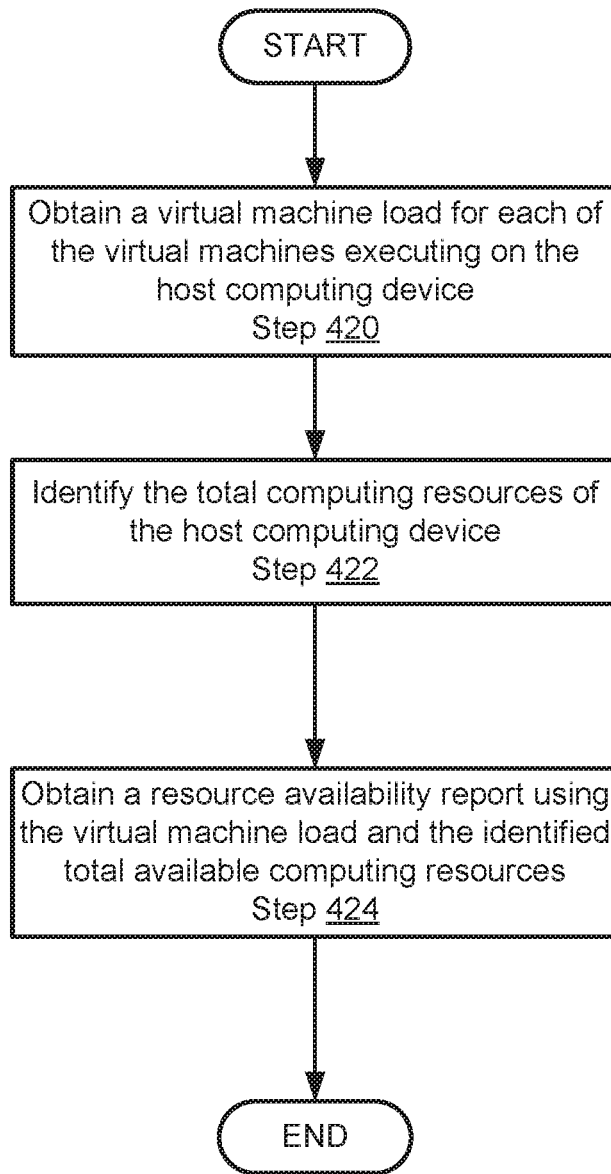 START
Obtain a virtual machine load for each of
the virtual machines executing on the
host computing device
Step 420
Identify the total computing resources of
the host computing device
Step 422
Obtain a resource availability report using
the virtual machine load and the identified
total available computing resources
Step 424
END